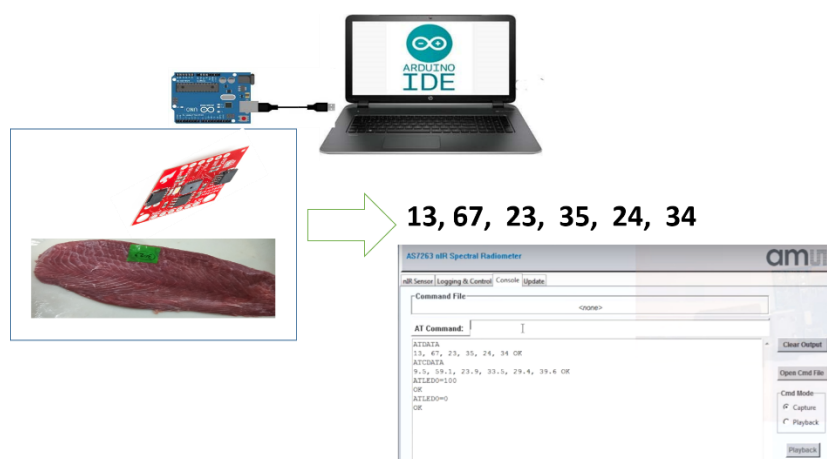 ARDUINO
IDE
UNO
13, 67, 23, 35, 24, 34
AS7263 nIR Spectral Radiometer
nIR Sensor
Logging & Control
Console
Update
Command File
<none>
AT Command:
ATDATA
13, 67, 23, 35, 24, 34 OK
ATCDATA
9.5, 59.1, 23.9, 33.5, 29.4, 39.6 OK
ATLED0=100
OK
ATLED0=0
OK
Clear Output
Open Cmd File
Cmd Mode
Capture
Playback
Playback